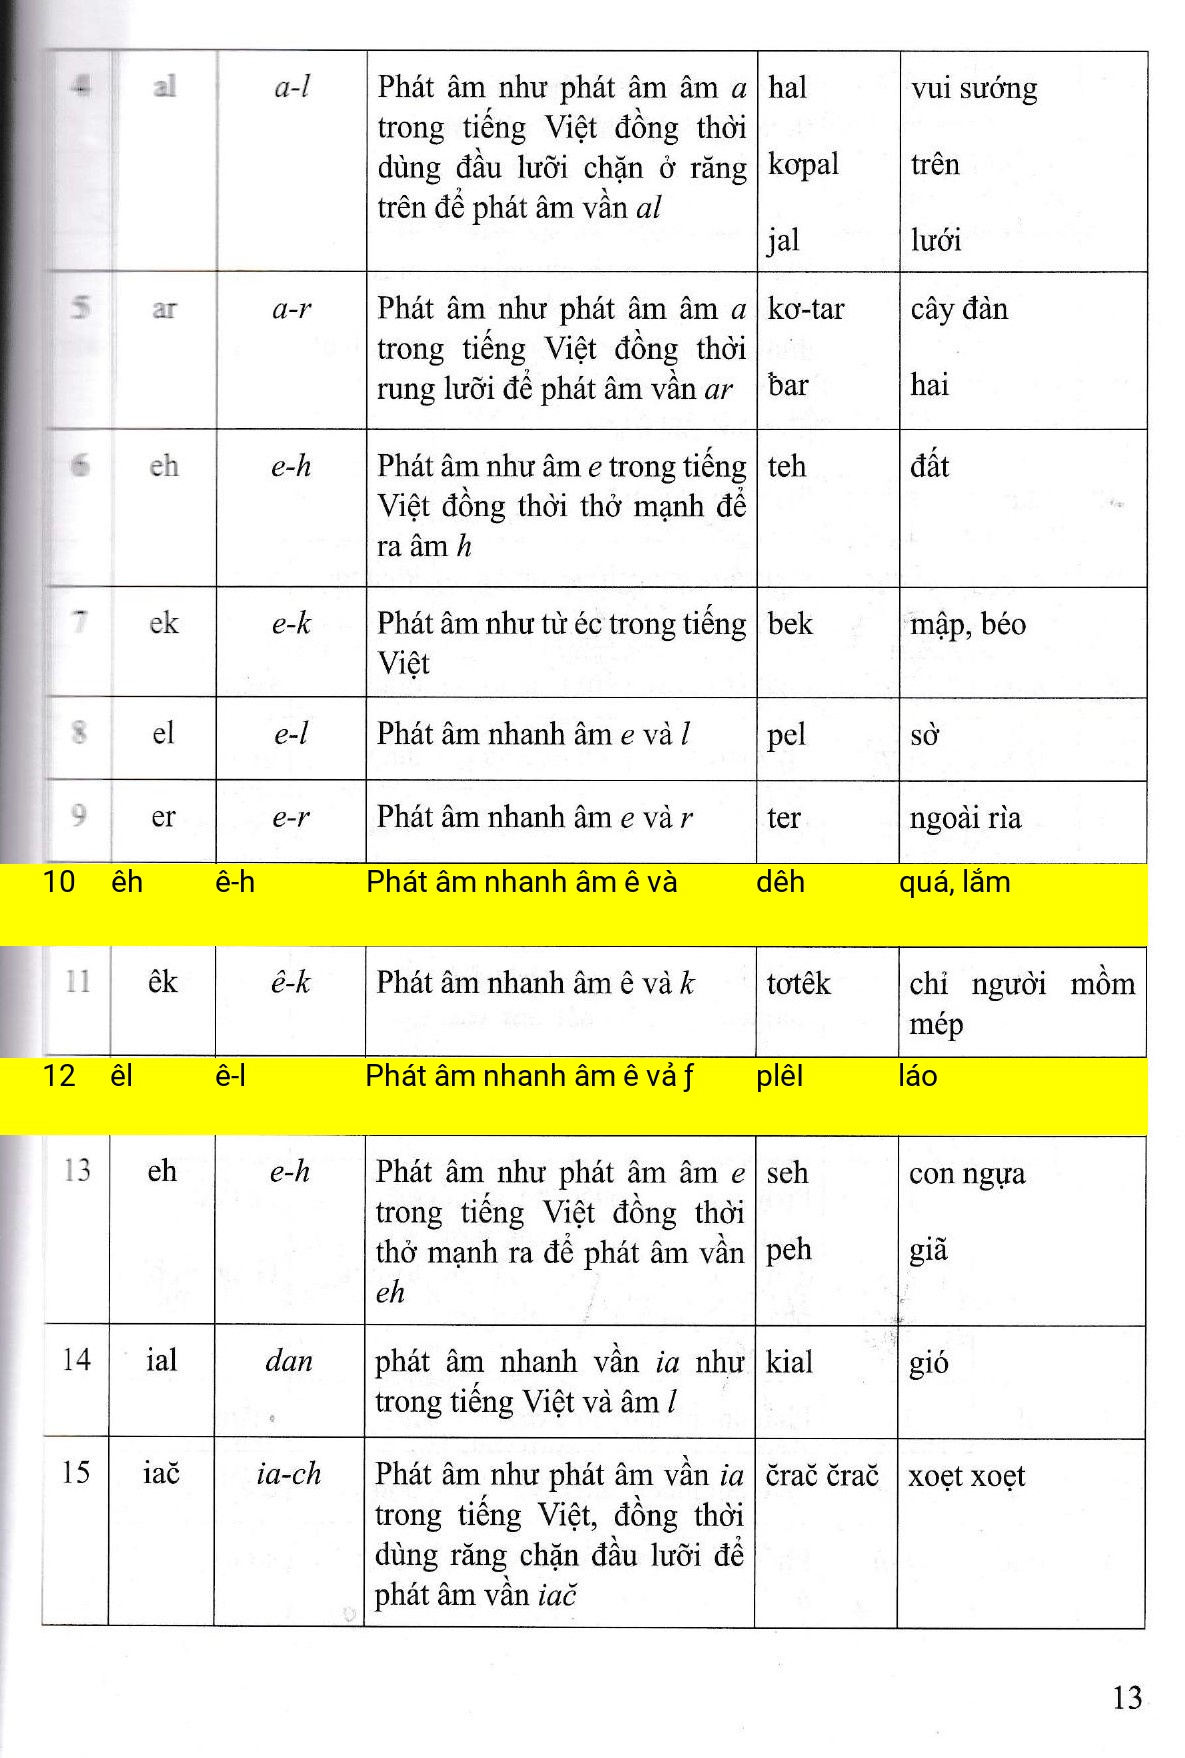 4 al a-l Phát âm như phát âm âm a hal vui sướng
trong tiếng Việt đồng thời
dùng đầu lưỡi chặn ở răng kơpal trên
trên để phát âm vần al
jal lưới
5 ar a-r Phát âm như phát âm âm a kơ-tar cây đàn
trong tiếng Việt đồng thời
rung lưỡi để phát âm vần ar ƀar hai
6 eh e-h Phát âm như âm e trong tiếng teh đất
Việt đồng thời thở mạnh để
ra âm h
7 ek e-k Phát âm như từ éc trong tiếng bek mập, béo
Việt
8 el e-l Phát âm nhanh âm e và l pel sờ
9 er e-r Phát âm nhanh âm e và r ter ngoài rìa
10 êh ê-h Phát âm nhanh âm ê và dêh quá, lắm
11 êk ê-k Phát âm nhanh âm ê và k tơtêk chỉ người mồm
mép
12 êl ê-l Phát âm nhanh âm ê vả ƒ plêl láo
13 eh e-h Phát âm như phát âm âm e seh con ngựa
trong tiếng Việt đồng thời
thở mạnh ra để phát âm vần peh giã
eh
14 ial dan phát âm nhanh vần ia như kial gió
trong tiếng Việt và âm l
15 iač ia-ch Phát âm như phát âm vần ia črač črač xoẹt xoẹt
trong tiếng Việt, đồng thời
dùng răng chặn đầu lưỡi để
phát âm vần iač
13